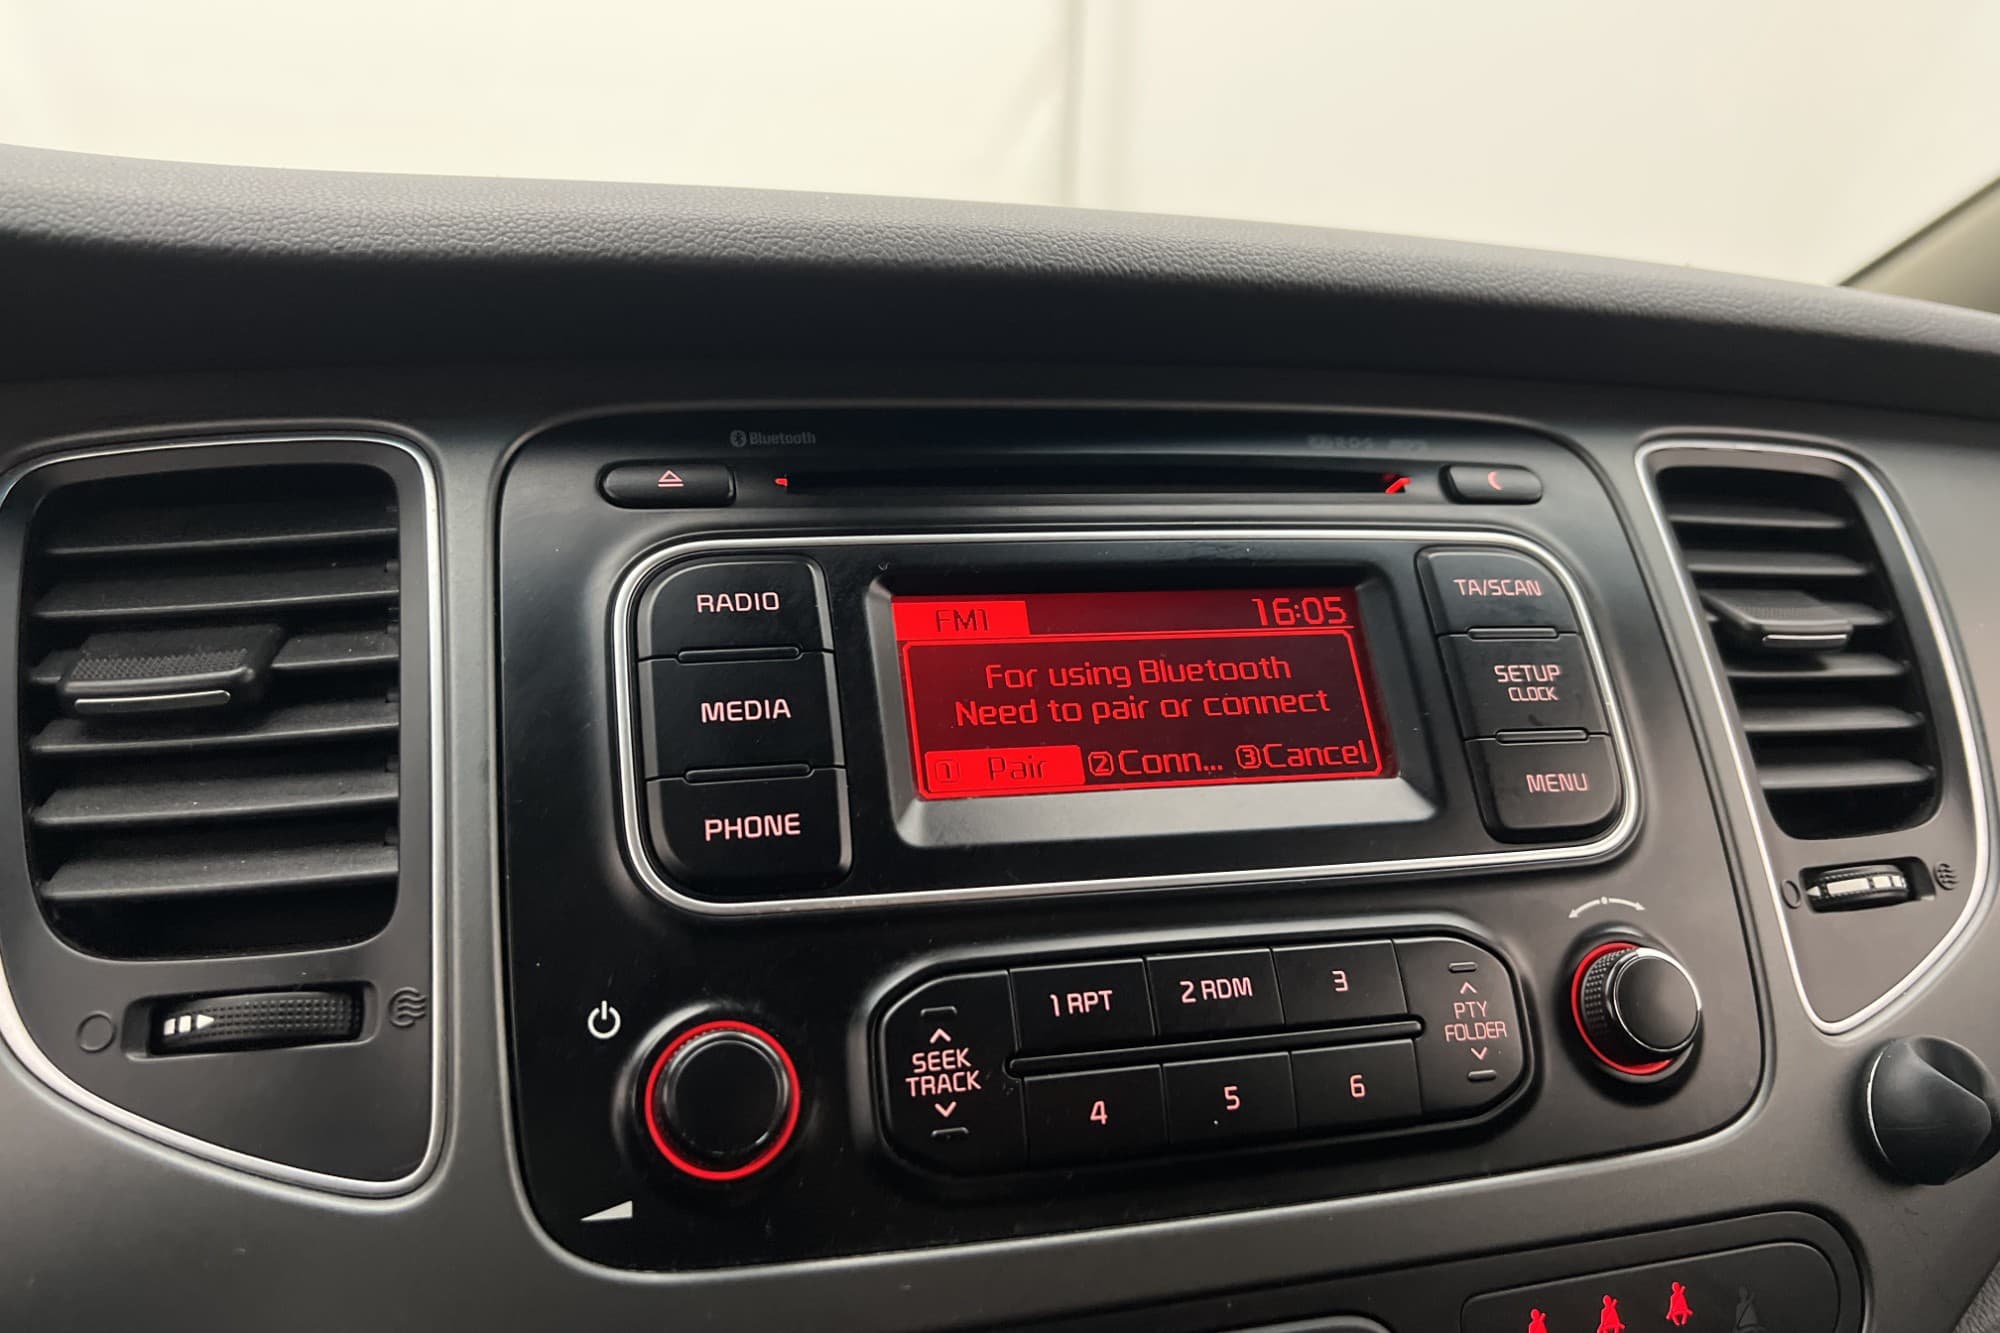 Bluetooth
RADIO
MEDIA
PHONE
FM1 16:05
For using Bluetooth
Need to pair or connect
1 Pair 2 Conn... 3 Cancel
TA/SCAN
SETUP
CLOCK
MENU
SEEK
TRACK
1 RPT
2 RDM
3
4
5
6
PTY
FOLDER